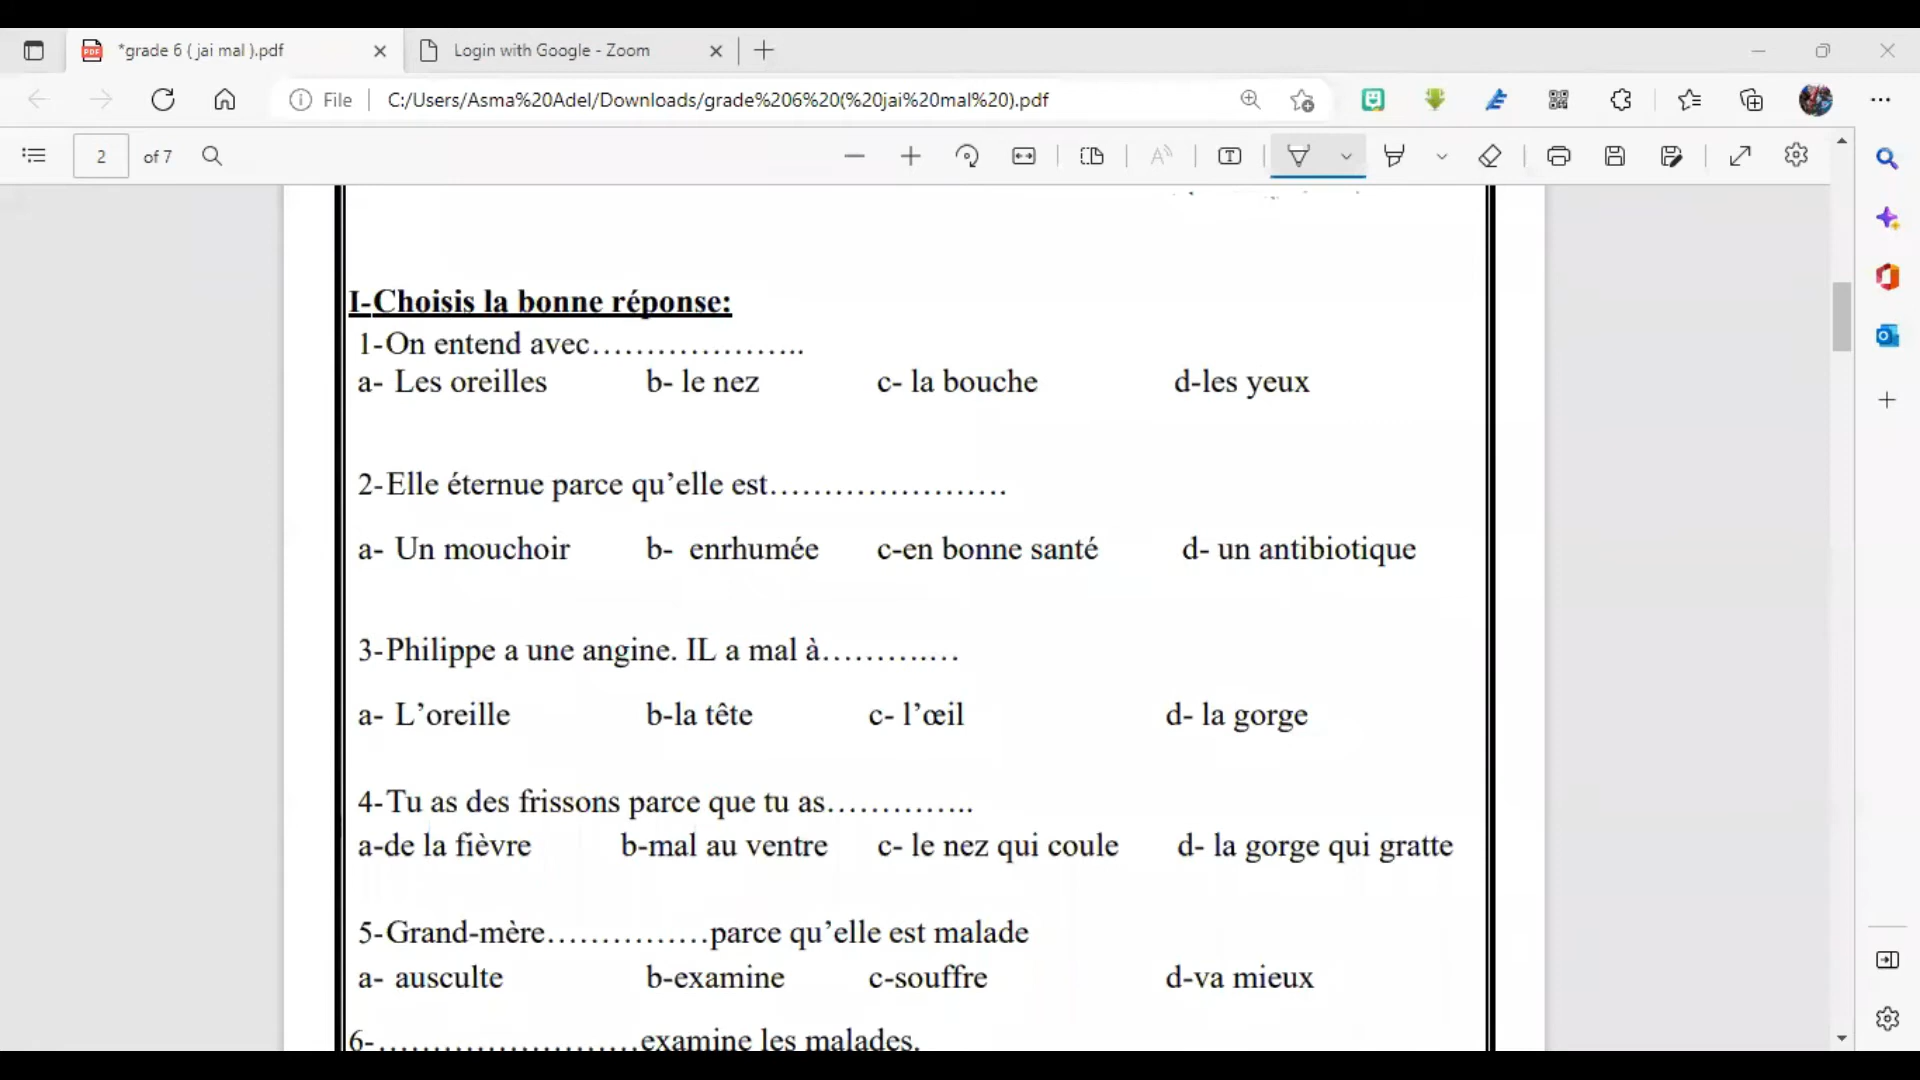 *grade 6 ( jai mal ).pdf
Login with Google - Zoom
File
C:/Users/Asma%20Adel/Downloads/grade%206%20(%20jai%20mal%20).pdf
2 of 7
I-Choisis la bonne réponse:
1-On entend avec…………………..
a- Les oreilles b- le nez c- la bouche d-les yeux
2-Elle éternue parce qu’elle est…………………….
a- Un mouchoir b- enrhumée c-en bonne santé d- un antibiotique
3-Philippe a une angine. IL a mal à………….…
a- L’oreille b-la tête c- l’œil d- la gorge
4-Tu as des frissons parce que tu as…………..
a-de la fièvre b-mal au ventre c- le nez qui coule d- la gorge qui gratte
5-Grand-mère……………parce qu’elle est malade
a- ausculte b-examine c-souffre d-va mieux
6-……………………examine les malades.